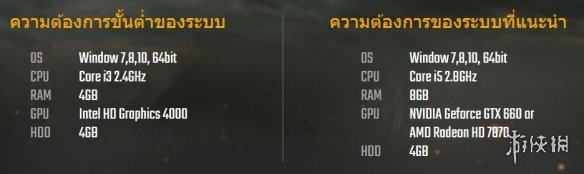 ความต้องการขั้นต่ำของระบบ
OS Window 7,8,10, 64bit
CPU Core i3 2.4GHz
RAM 4GB
GPU Intel HD Graphics 4000
HDD 4GB
ความต้องการของระบบที่แนะนำ
OS Window 7,8,10, 64bit
CPU Core i5 2.8GHz
RAM 8GB
GPU NVIDIA Geforce GTX 660 or
AMD Radeon HD 7870
HDD 4GB
游侠网